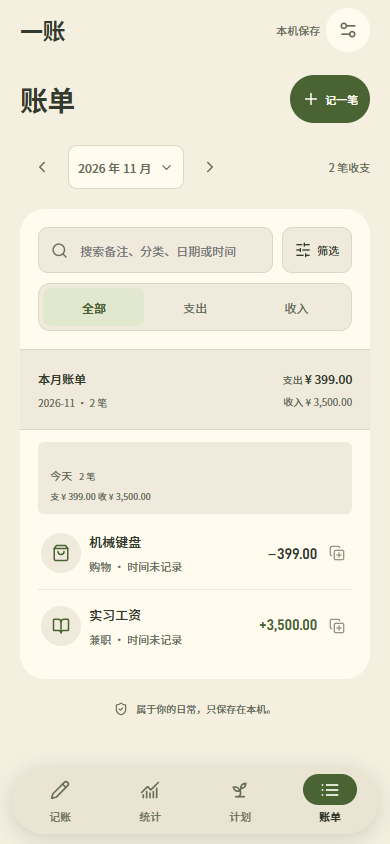 一账
本机保存
账单
记一笔
2026 年 11 月
2 笔收支
搜索备注、分类、日期或时间
筛选
全部
支出
收入
本月账单
支出 ¥ 399.00
2026-11 · 2 笔
收入 ¥ 3,500.00
今天 2 笔
支 ¥ 399.00 收 ¥ 3,500.00
机械键盘
−399.00
购物 · 时间未记录
实习工资
+3,500.00
兼职 · 时间未记录
属于你的日常，只保存在本机。
记账
统计
计划
账单